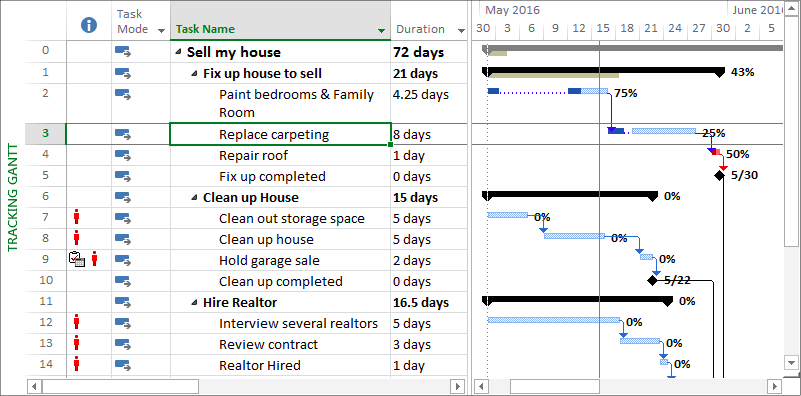 May 2016 June 2016
Task Mode Task Name Duration 30 3 6 9 12 15 18 21 24 27 30 2 5
0 Sell my house 72 days
1 Fix up house to sell 21 days 43%
2 Paint bedrooms & Family Room 4.25 days 75%
3 Replace carpeting 8 days 25%
4 Repair roof 1 day 50%
5 Fix up completed 0 days 5/30
6 Clean up House 15 days 0%
7 Clean out storage space 5 days 0%
8 Clean up house 5 days 0%
9 Hold garage sale 2 days 0%
10 Clean up completed 0 days 5/22
11 Hire Realtor 16.5 days 0%
12 Interview several realtors 5 days 0%
13 Review contract 3 days 0%
14 Realtor Hired 1 day 0%
TRACKING GANTT